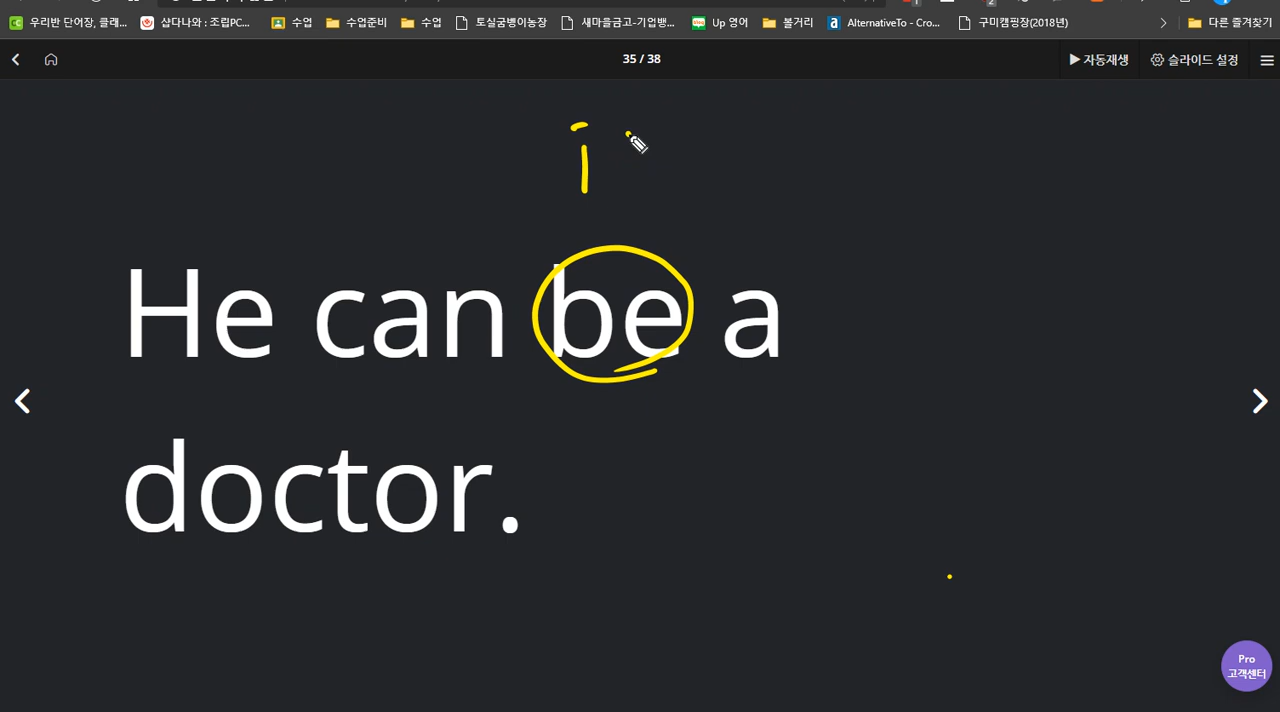 우리반 단어장, 클래... 샵다나와 : 조립PC... 수업 수업준비 수업 토실굼벵이농장 새마을금고-기업뱅... Up 영어 볼거리 AlternativeTo - Cro... 구미캠핑장(2018년) 다른 즐겨찾기
35 / 38 자동재생 슬라이드 설정
i
He can be a
doctor.
Pro
고객센터